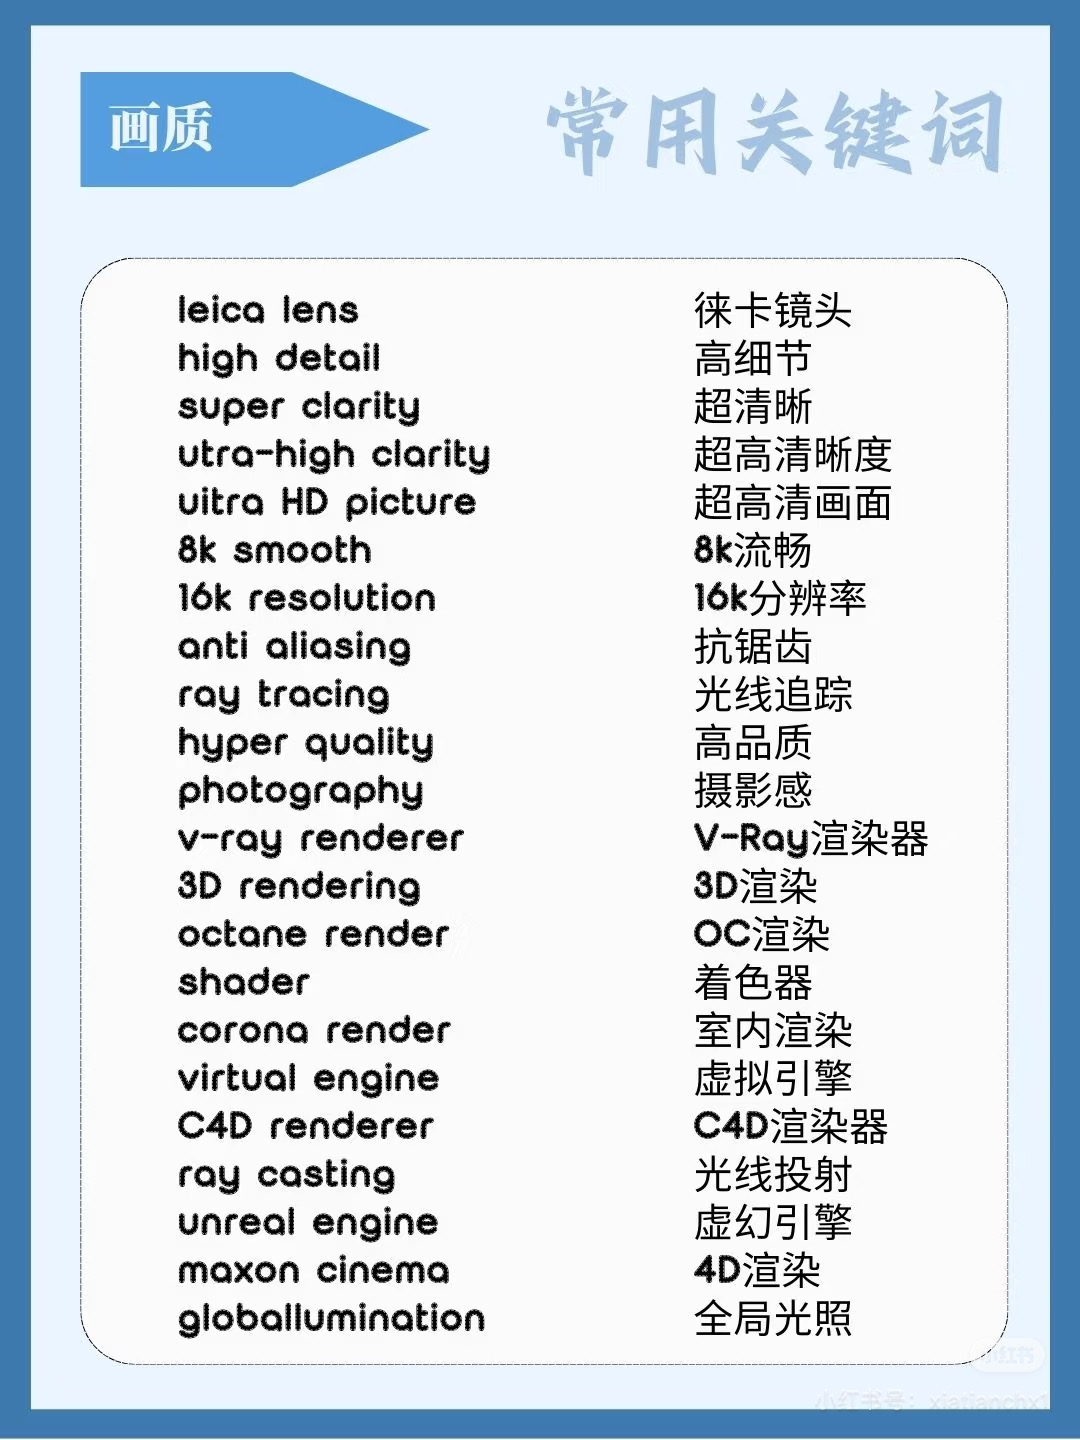 画质
常用关键词
leica lens 徕卡镜头
high detail 高细节
super clarity 超清晰
utra-high clarity 超高清晰度
uitra HD picture 超高清画面
8k smooth 8k流畅
16k resolution 16k分辨率
anti aliasing 抗锯齿
ray tracing 光线追踪
hyper quality 高品质
photography 摄影感
v-ray renderer V-Ray渲染器
3D rendering 3D渲染
octane render OC渲染
shader 着色器
corona render 室内渲染
virtual engine 虚拟引擎
C4D renderer C4D渲染器
ray casting 光线投射
unreal engine 虚幻引擎
maxon cinema 4D渲染
globallumination 全局光照
小红书
小红书号: xiatianchx1